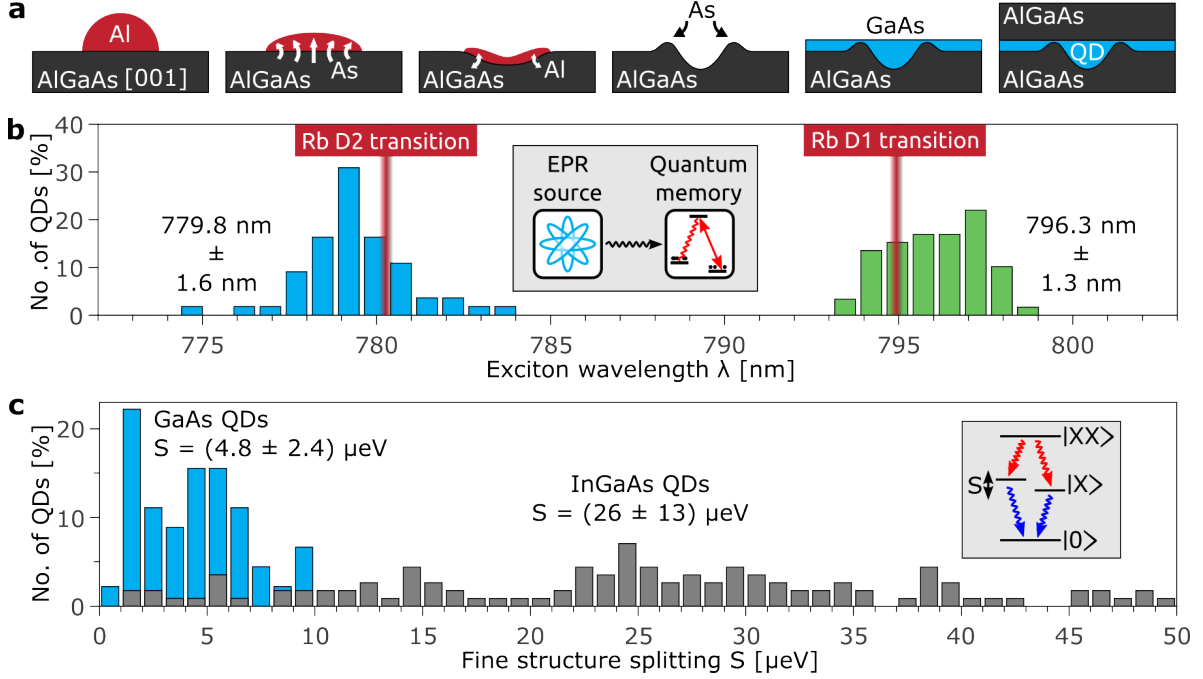 a
Al
AlGaAs [001]
AlGaAs
As
AlGaAs
Al
As
AlGaAs
GaAs
AlGaAs
AlGaAs
QD
AlGaAs
b
No .of QDs [%]
40
30
20
10
0
Rb D2 transition
Rb D1 transition
779.8 nm
±
1.6 nm
EPR
source
Quantum
memory
796.3 nm
±
1.3 nm
775
780
785
790
795
800
Exciton wavelength λ [nm]
c
No. of QDs [%]
20
10
0
GaAs QDs
S = (4.8 ± 2.4) μeV
InGaAs QDs
S = (26 ± 13) μeV
|XX>
S
|X>
|0>
0
5
10
15
20
25
30
35
40
45
50
Fine structure splitting S [μeV]